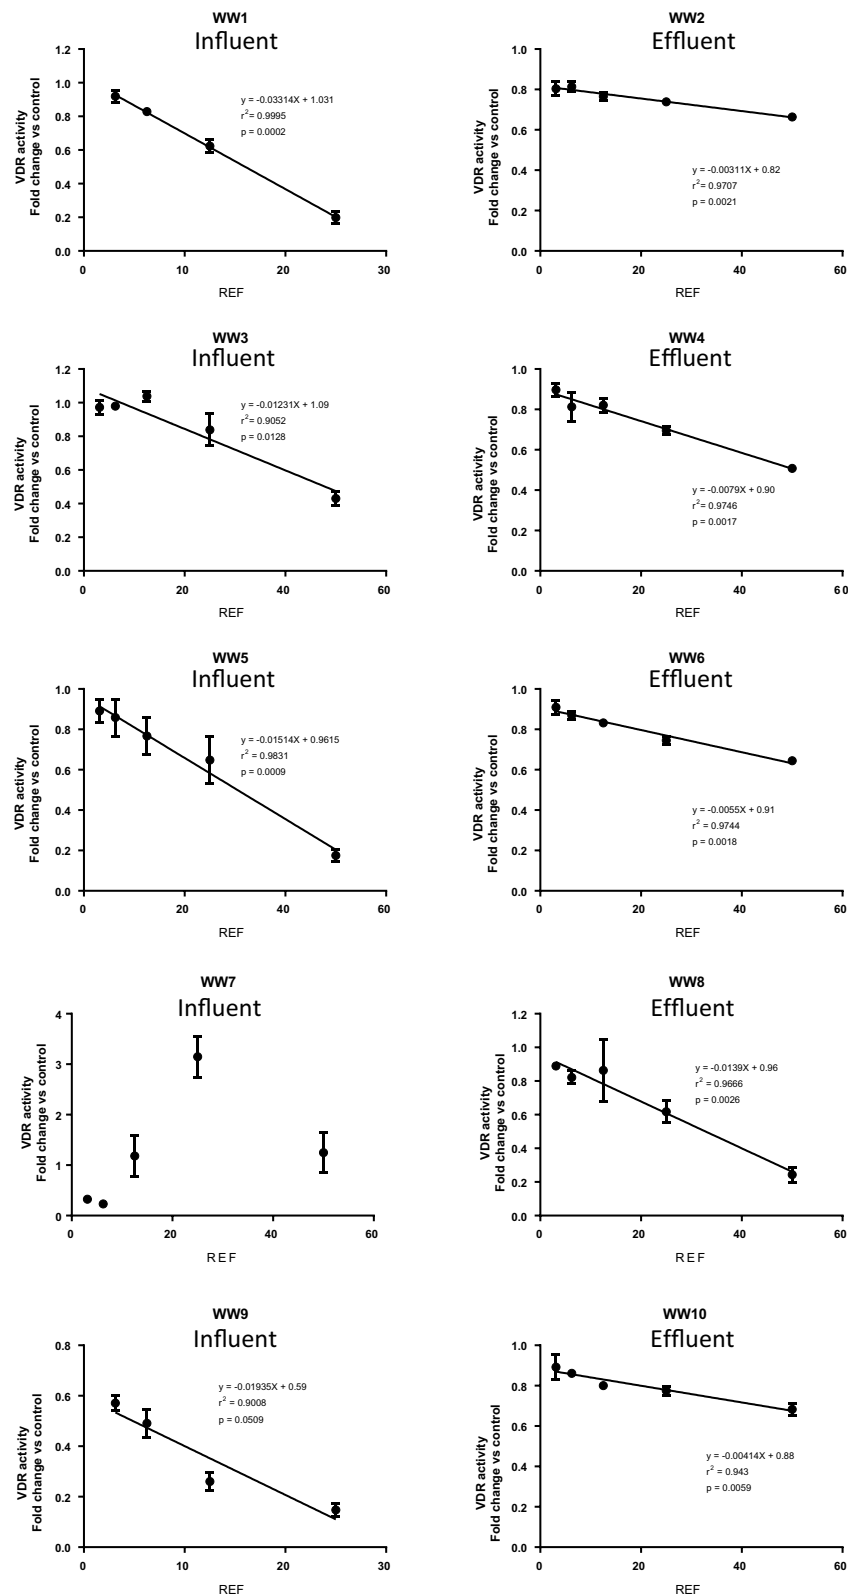 WW1
Influent
1.2
1.0
0.8
0.6
0.4
0.2
0.0
VDR activity
Fold change vs control
y = -0.03314X + 1.031
r2= 0.9995
p = 0.0002
0 10 20 30
REF
WW2
Effluent
1.0
0.8
0.6
0.4
0.2
0.0
VDR activity
Fold change vs control
y = -0.00311X + 0.82
r2= 0.9707
p = 0.0021
0 20 40 60
REF
WW3
Influent
1.2
1.0
0.8
0.6
0.4
0.2
0.0
VDR activity
Fold change vs control
y = -0.01231X + 1.09
r2 = 0.9052
p = 0.0128
0 20 40 60
REF
WW4
Effluent
1.0
0.8
0.6
0.4
0.2
0.0
VDR activity
Fold change vs control
y = -0.0079X + 0.90
r2 = 0.9746
p = 0.0017
0 20 40 60
REF
WW5
Influent
1.0
0.8
0.6
0.4
0.2
0.0
VDR activity
Fold change vs control
y = -0.01514X + 0.9615
r2 = 0.9831
p = 0.0009
0 20 40 60
REF
WW6
Effluent
1.0
0.8
0.6
0.4
0.2
0.0
VDR activity
Fold change vs control
y = -0.0055X + 0.91
r2 = 0.9744
p = 0.0018
0 20 40 60
REF
WW7
Influent
4
3
2
1
0
VDR activity
Fold change vs control
0 20 40 60
REF
WW8
Effluent
1.2
1.0
0.8
0.6
0.4
0.2
0.0
VDR activity
Fold change vs control
y = -0.0139X + 0.96
r2 = 0.9666
p = 0.0026
0 20 40 60
REF
WW9
Influent
0.8
0.6
0.4
0.2
0.0
VDR activity
Fold change vs control
y = -0.01935X + 0.59
r2 = 0.9008
p = 0.0509
0 10 20 30
REF
WW10
Effluent
1.0
0.8
0.6
0.4
0.2
0.0
VDR activity
Fold change vs control
y = -0.00414X + 0.88
r2 = 0.943
p = 0.0059
0 20 40 60
REF